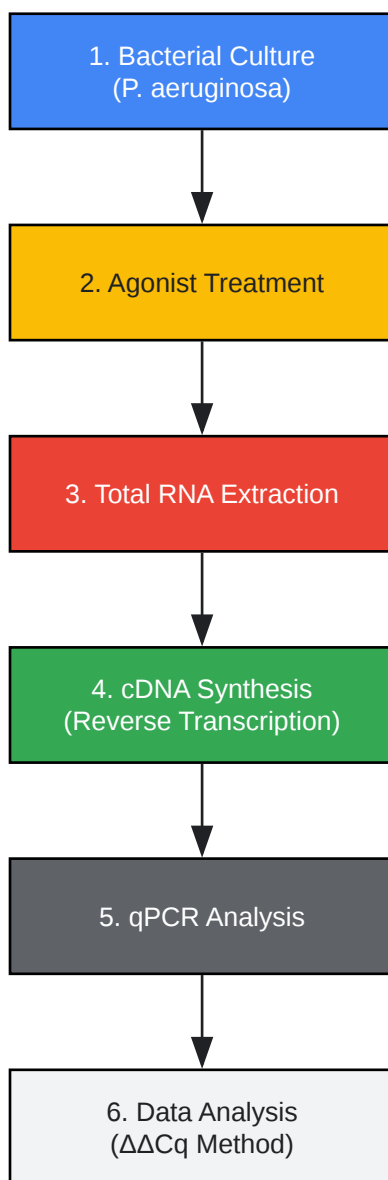 1. Bacterial Culture
(P. aeruginosa)
2. Agonist Treatment
3. Total RNA Extraction
4. cDNA Synthesis
(Reverse Transcription)
5. qPCR Analysis
6. Data Analysis
(ΔΔCq Method)